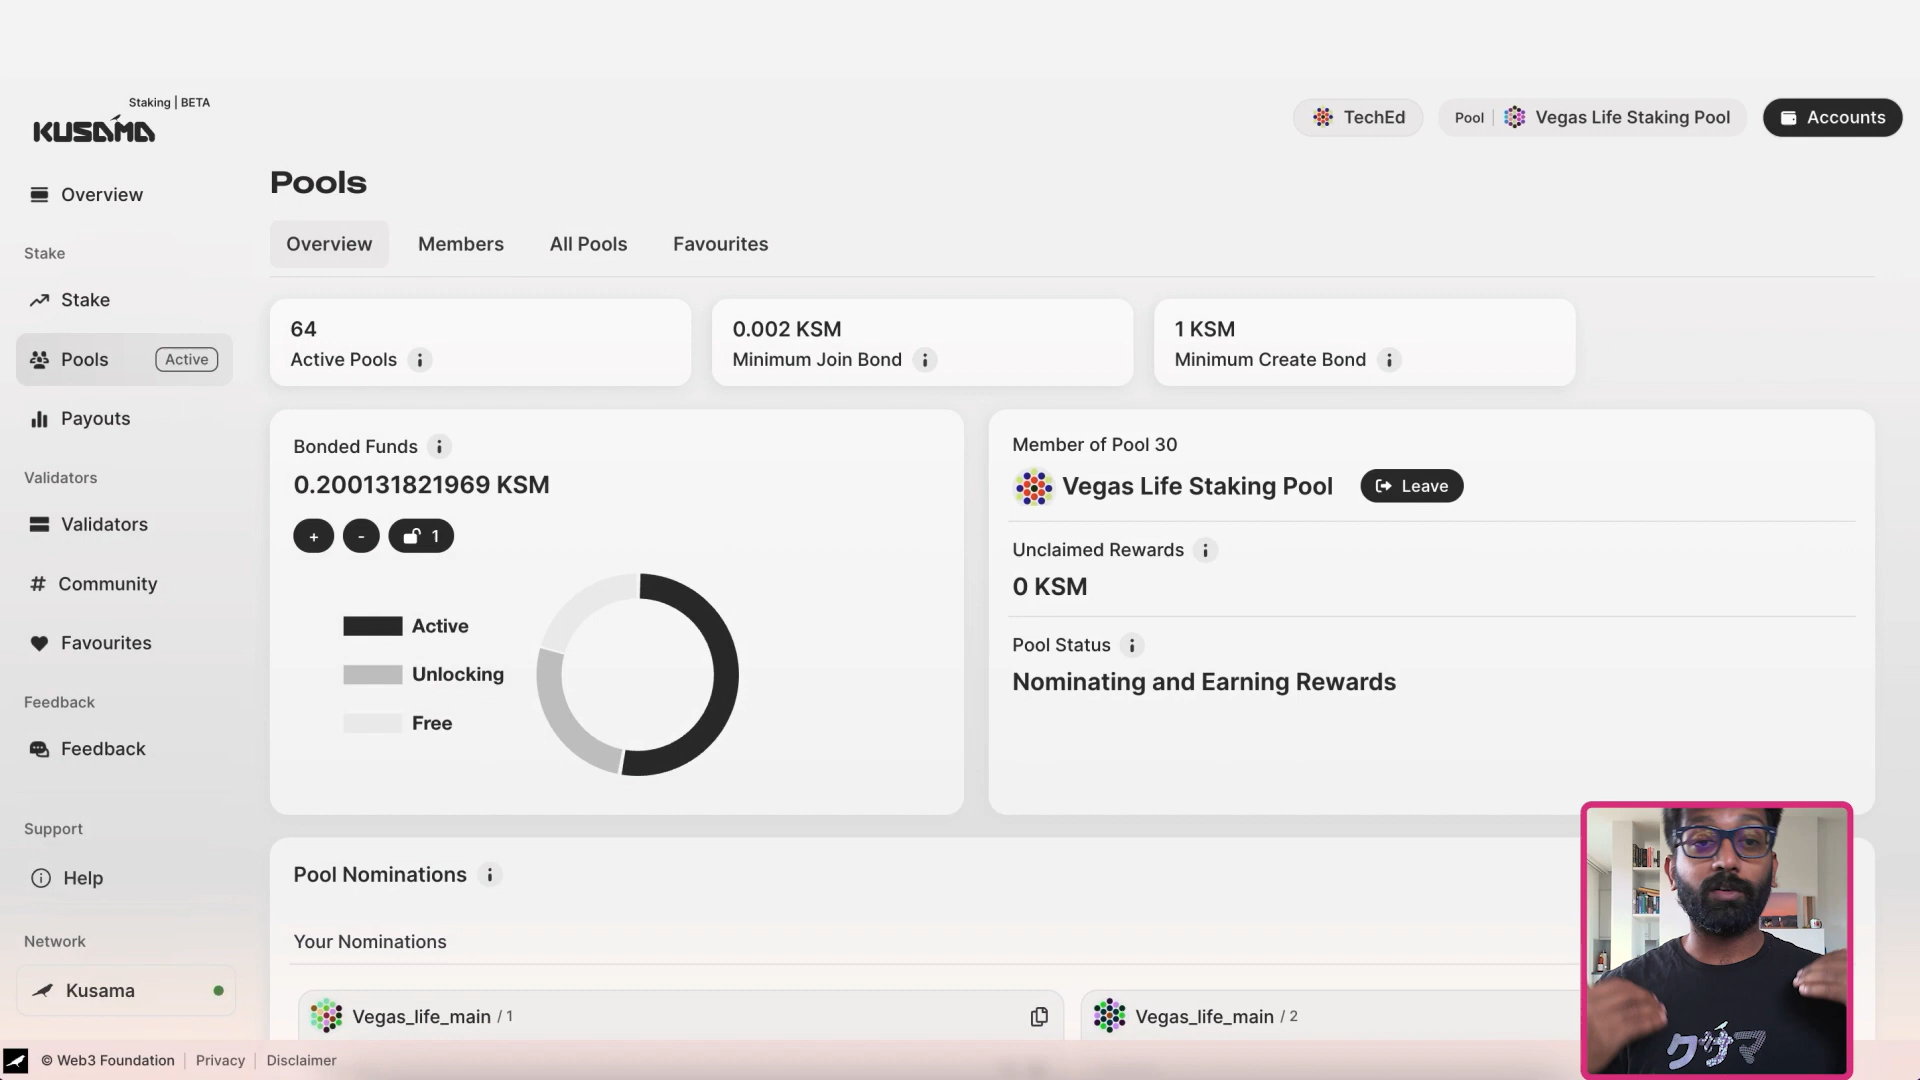 Staking | BETA
KUSAMA
TechEd
Pool
Vegas Life Staking Pool
Accounts
Overview
Stake
Stake
Pools
Active
Payouts
Validators
Validators
# Community
Favourites
Feedback
Feedback
Support
Help
Network
Kusama
Pools
Overview
Members
All Pools
Favourites
64
Active Pools
0.002 KSM
Minimum Join Bond
1 KSM
Minimum Create Bond
Bonded Funds
0.200131821969 KSM
+
-
1
Active
Unlocking
Free
Member of Pool 30
Vegas Life Staking Pool
Leave
Unclaimed Rewards
0 KSM
Pool Status
Nominating and Earning Rewards
Pool Nominations
Your Nominations
Vegas_life_main / 1
Vegas_life_main / 2
クサマ
© Web3 Foundation
Privacy
Disclaimer